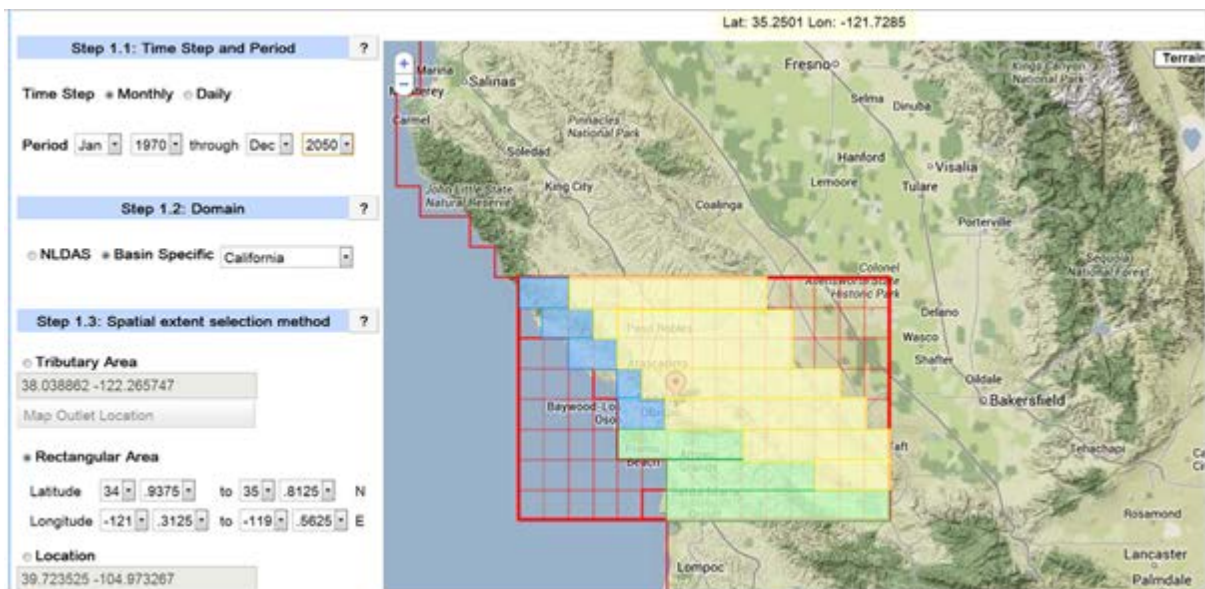 Lat: 35.2501 Lon: -121.7285
Step 1.1: Time Step and Period ?
Time Step Monthly Daily
Period Jan 1970 through Dec 2050
Step 1.2: Domain ?
NLDAS Basin Specific California
Step 1.3: Spatial extent selection method ?
Tributary Area
38.038862 -122.265747
Map Outlet Location
Rectangular Area
Latitude 34 .9375 to 35 .8125 N
Longitude -121 .3125 to -119 .5625 E
Location
39.723525 -104.973267
+
−
Terrain
Marina
Salinas
Monterey
Carmel
Pinnacles
National Park
Soledad
King City
John Little State
Natural Reserve
Coalinga
Fresno
Kings Canyon
National Park
Selma
Dinuba
Hanford
Visalia
Lemoore
Tulare
Porterville
Sequoia
National Forest
Colonel
Allensworth State
Historic Park
Delano
Wasco
Shafter
Oildale
Bakersfield
Paso Robles
Atascadero
Baywood-Los
Osos
Obispo
Beach
Arroyo
Grande
Santa Maria
Orcutt
Taft
Tehachapi
Rosamond
Lancaster
Palmdale
Lompoc